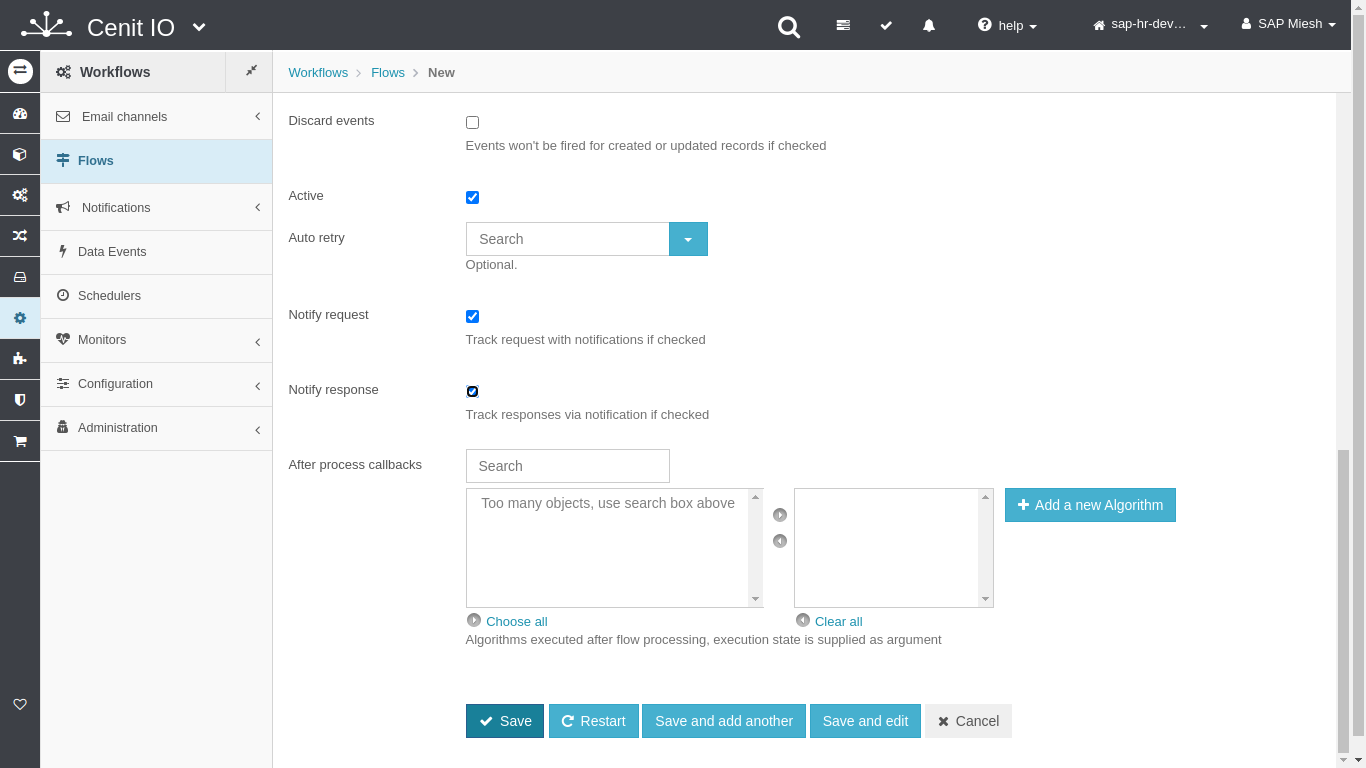 Cenit IO
help
sap-hr-dev…
SAP Miesh
Workflows
Workflows
Flows
New
Email channels
Flows
Notifications
Data Events
Schedulers
Monitors
Configuration
Administration
Discard events
Events won't be fired for created or updated records if checked
Active
Auto retry
Search
Optional.
Notify request
Track request with notifications if checked
Notify response
Track responses via notification if checked
After process callbacks
Search
Too many objects, use search box above
Add a new Algorithm
Choose all
Clear all
Algorithms executed after flow processing, execution state is supplied as argument
Save
Restart
Save and add another
Save and edit
Cancel